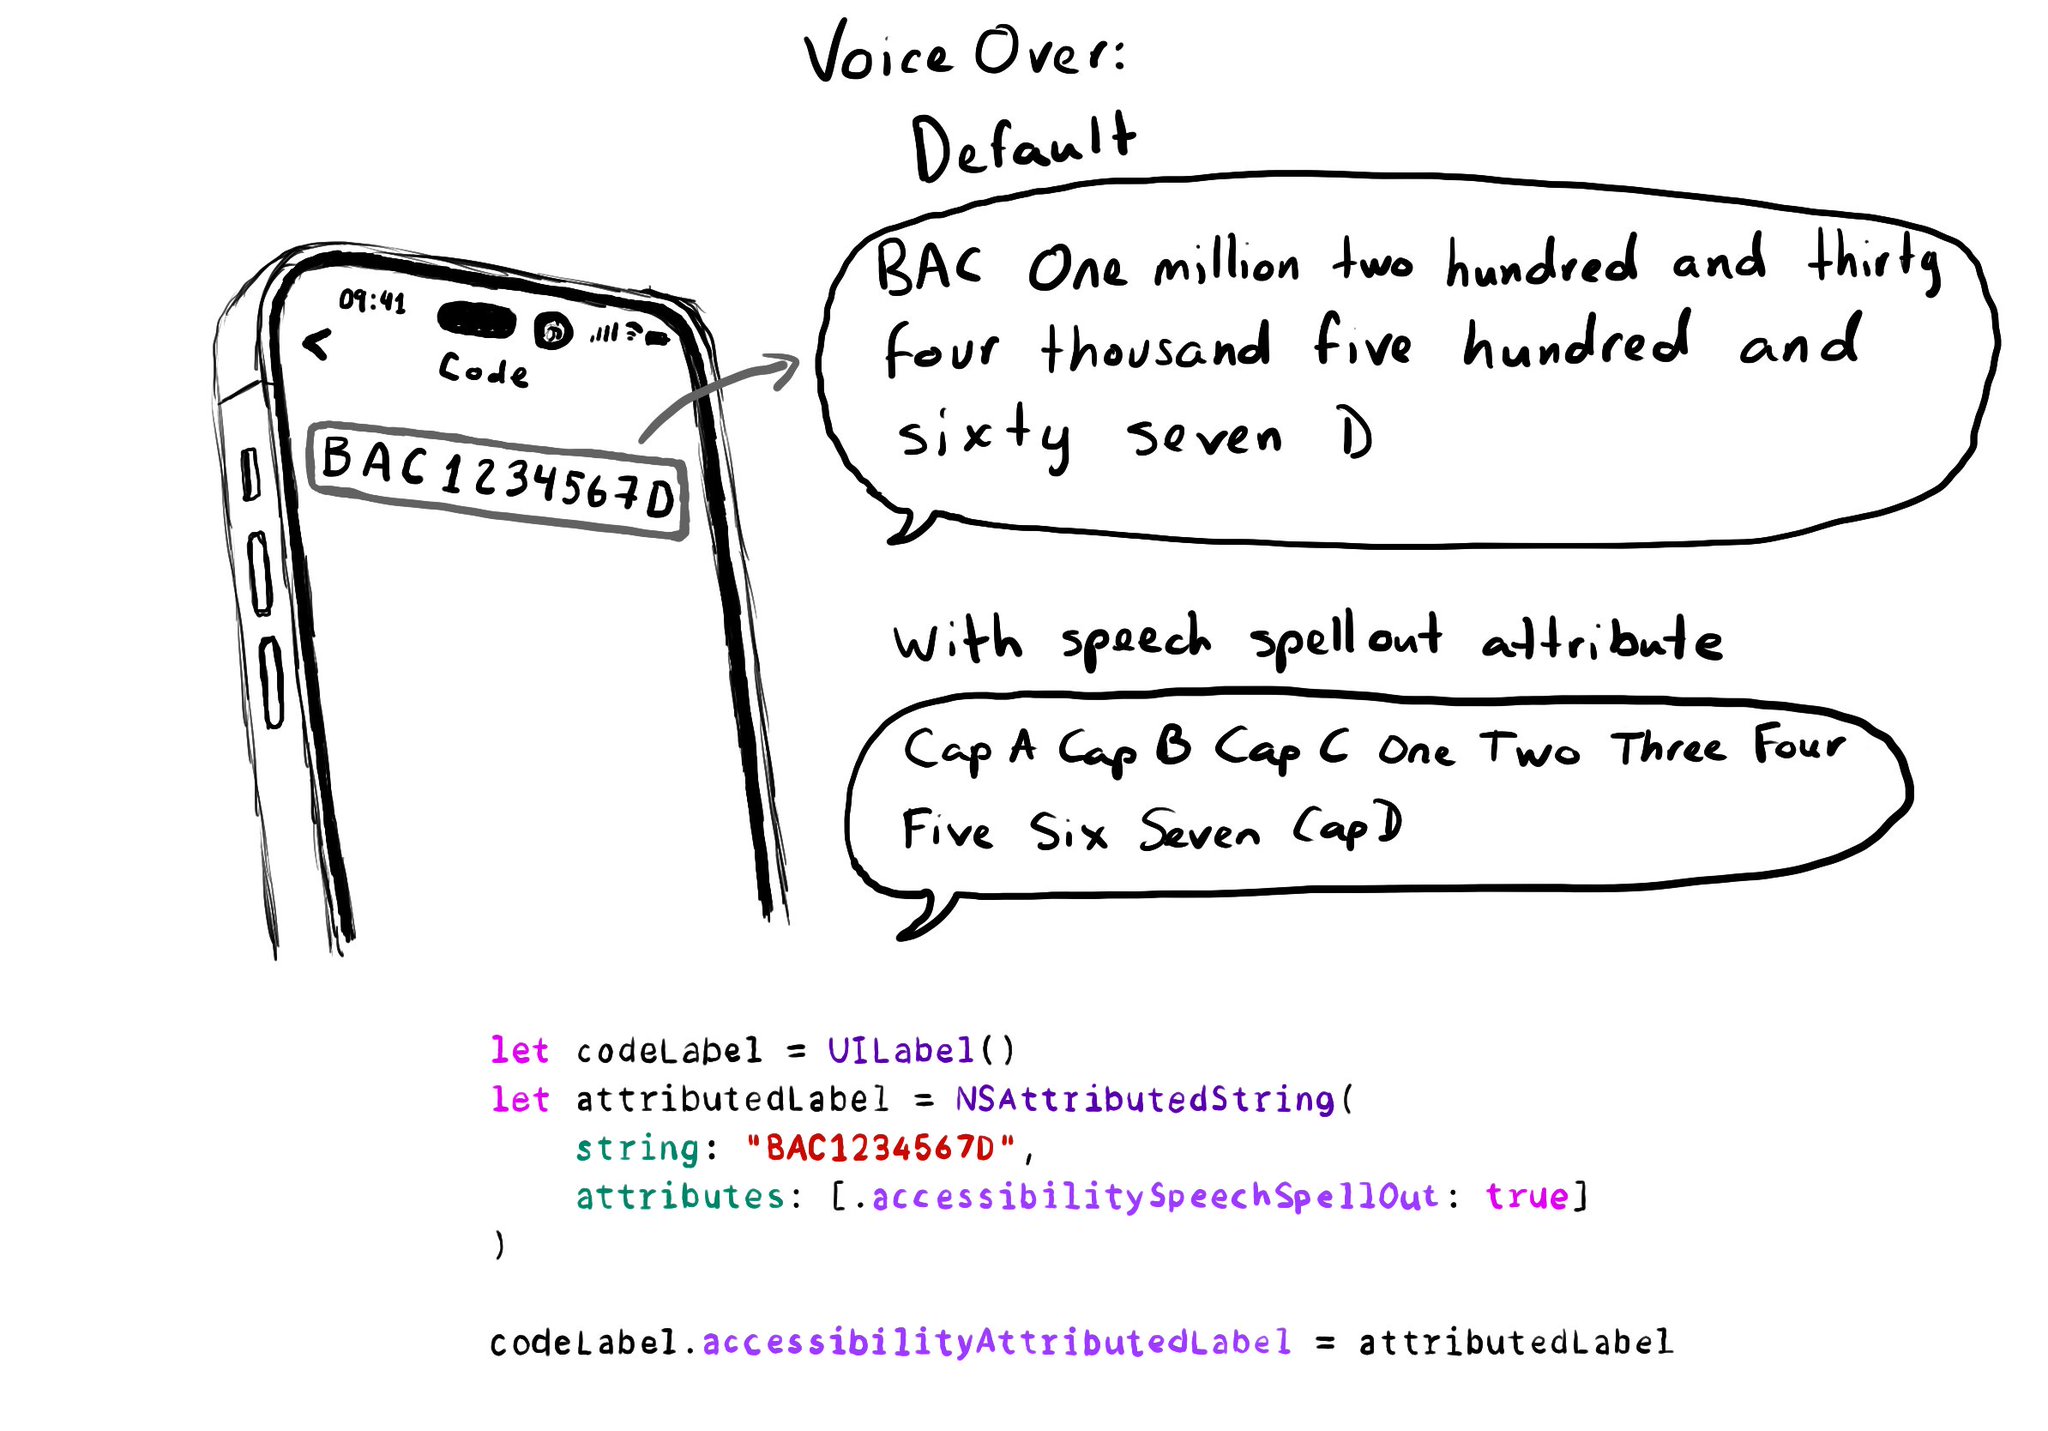 Voice Over:
Default
BAC One million two hundred and thirty
four thousand five hundred and
sixty seven D
09:41
<
Code
BAC1234567D
with speech spell out attribute
Cap A Cap B Cap C One Two Three Four
Five Six Seven Cap D
let codeLabel = UILabel()
let attributedLabel = NSAttributedString(
string: "BAC1234567D",
attributes: [.accessibilitySpeechSpellOut: true]
)
codeLabel.accessibilityAttributedLabel = attributedLabel